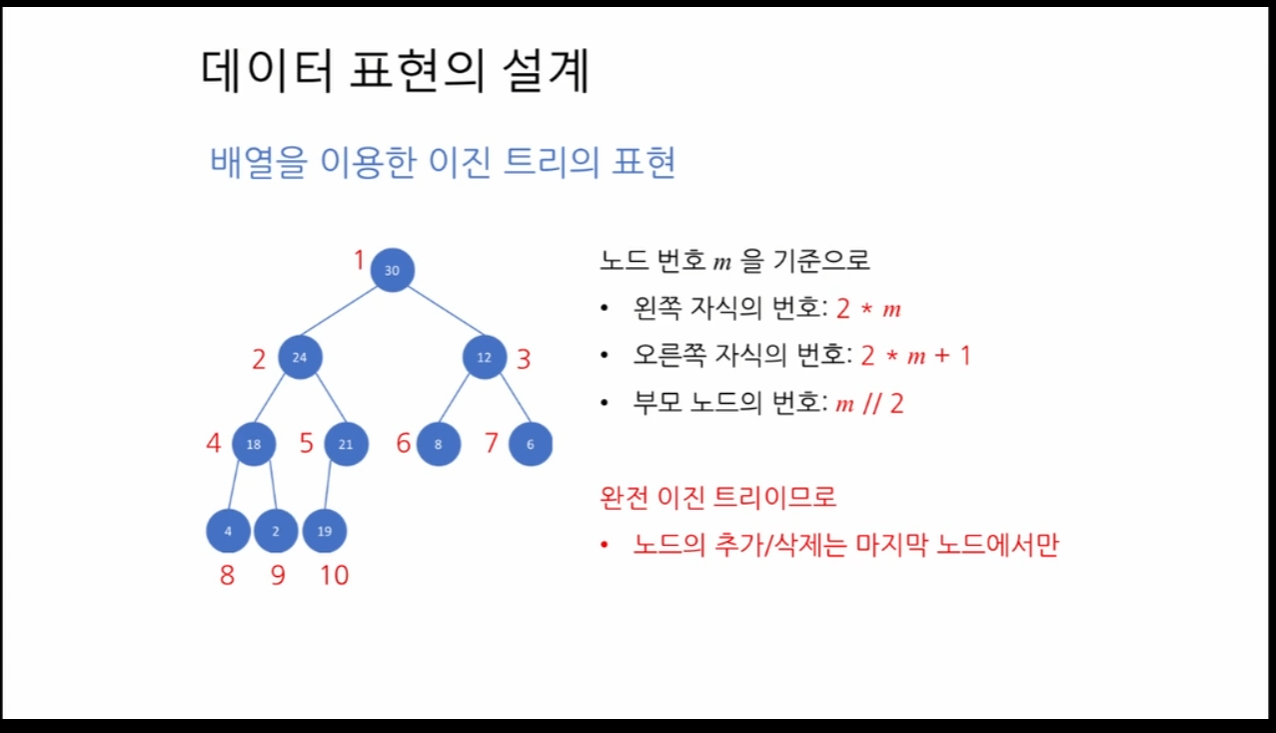 데이터 표현의 설계
배열을 이용한 이진 트리의 표현
1 30
2 24 12 3
4 18 5 21 6 8 7 6
4 2 19
8 9 10
노드 번호 m 을 기준으로
• 왼쪽 자식의 번호: 2 * m
• 오른쪽 자식의 번호: 2 * m + 1
• 부모 노드의 번호: m // 2
완전 이진 트리이므로
• 노드의 추가/삭제는 마지막 노드에서만